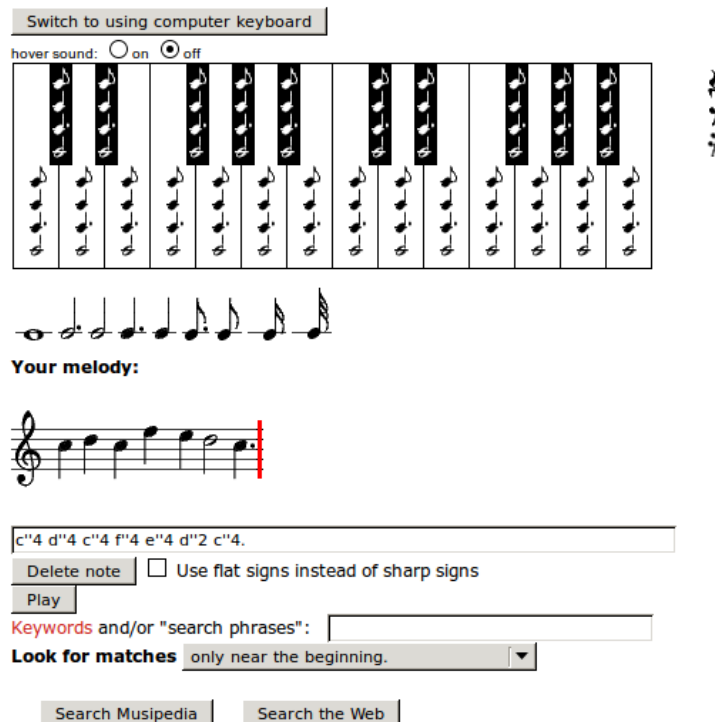 Switch to using computer keyboard
hover sound: on off
Your melody:
c''4 d''4 c''4 f''4 e''4 d''2 c''4.
Delete note Use flat signs instead of sharp signs
Play
Keywords and/or "search phrases":
Look for matches only near the beginning.
Search Musipedia Search the Web